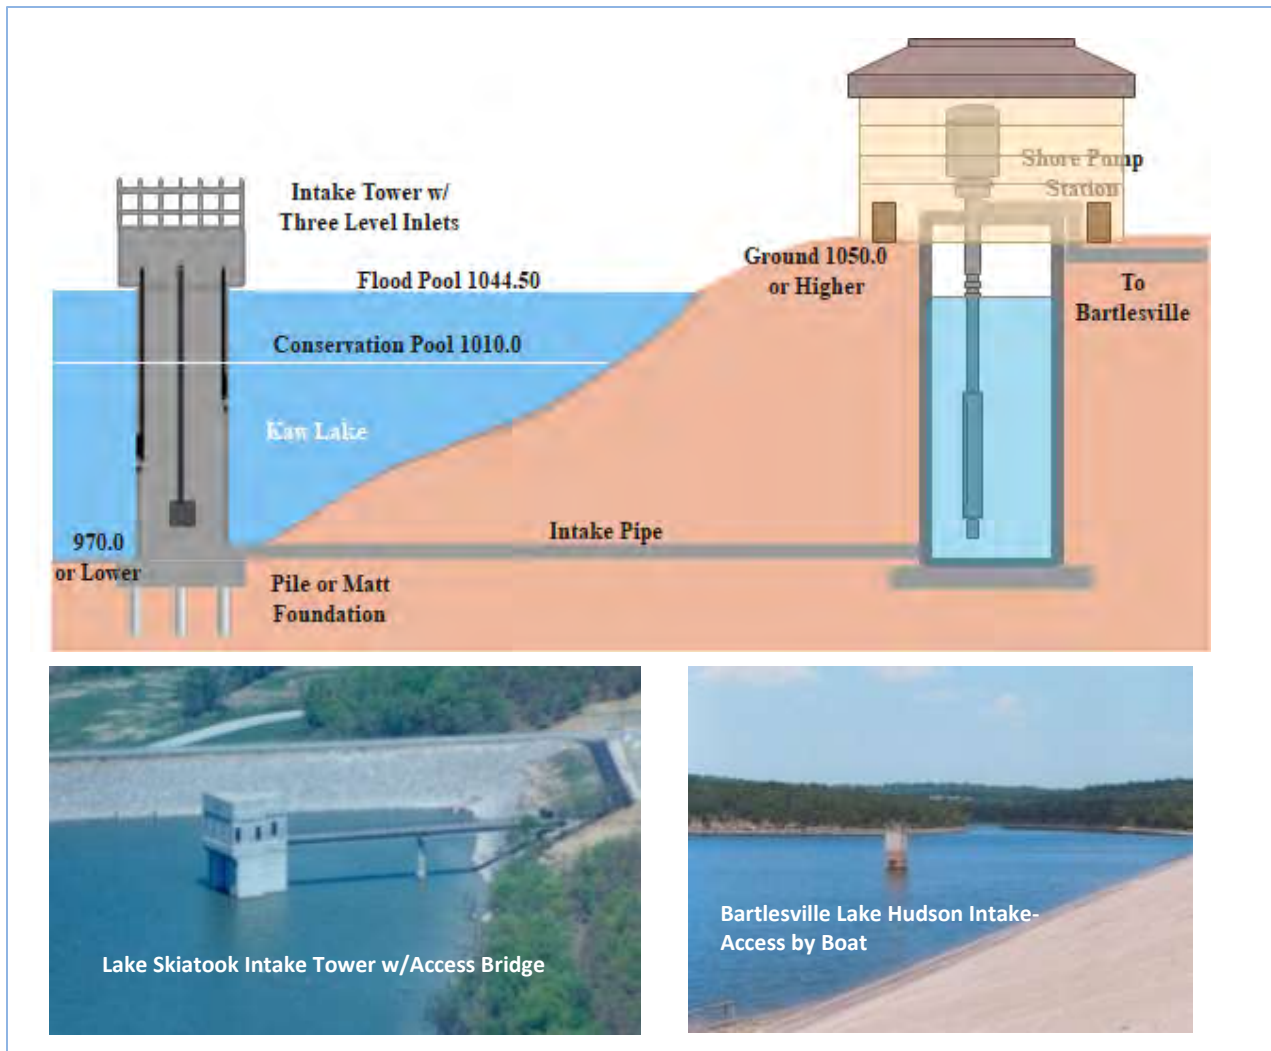 Shore Pump
Station
Intake Tower w/
Three Level Inlets
Ground 1050.0
or Higher
Flood Pool 1044.50
To
Bartlesville
Conservation Pool 1010.0
Kaw Lake
Intake Pipe
970.0
or Lower
Pile or Matt
Foundation
Lake Skiatook Intake Tower w/Access Bridge
Bartlesville Lake Hudson Intake-
Access by Boat